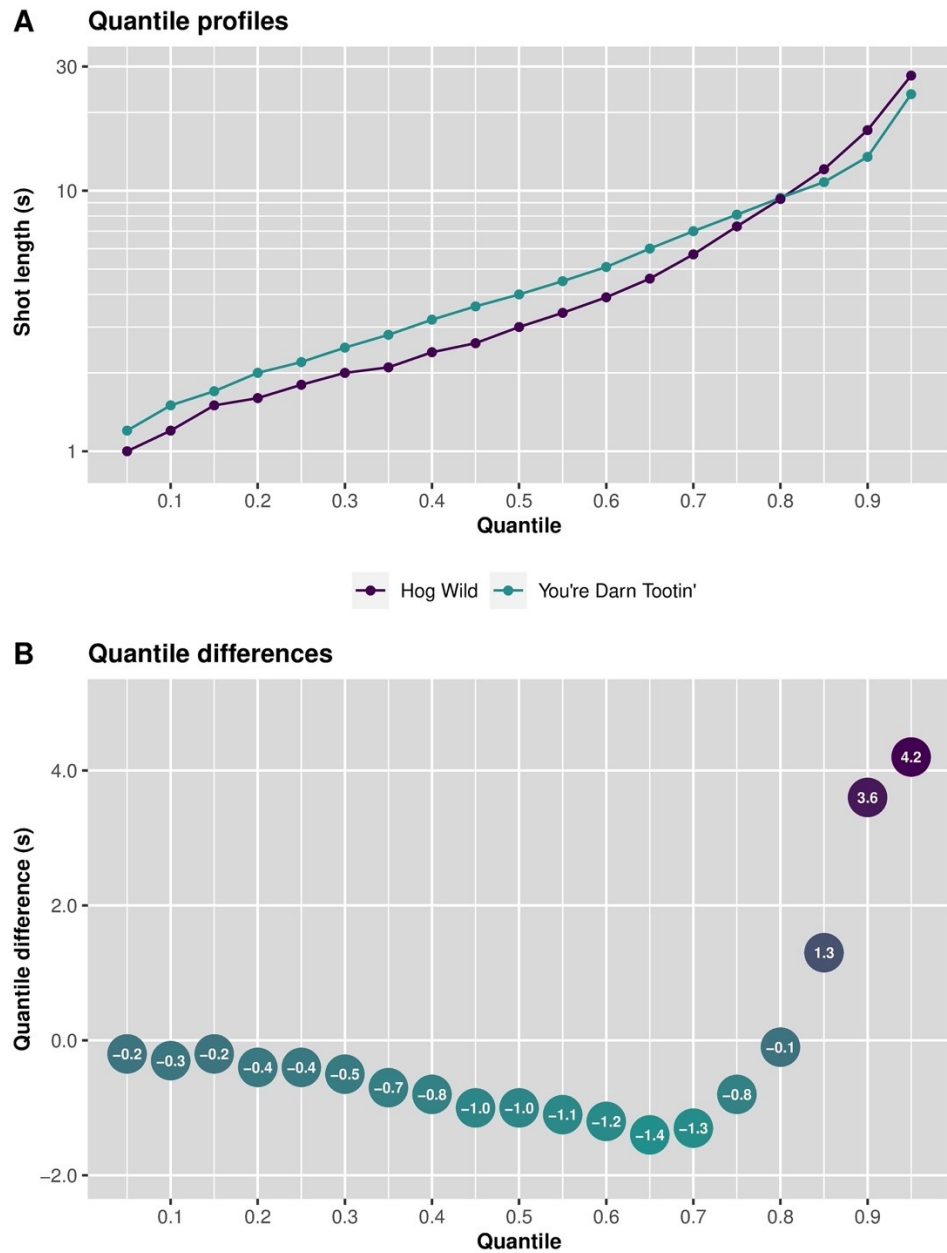 A Quantile profiles
30
10
1
Shot length (s)
0.1 0.2 0.3 0.4 0.5 0.6 0.7 0.8 0.9
Quantile
Hog Wild You're Darn Tootin'
B Quantile differences
4.0
2.0
0.0
−2.0
Quantile difference (s)
−0.2 −0.3 −0.2 −0.4 −0.4 −0.5 −0.7 −0.8 −1.0 −1.0 −1.1 −1.2 −1.4 −1.3 −0.8 −0.1 1.3 3.6 4.2
0.1 0.2 0.3 0.4 0.5 0.6 0.7 0.8 0.9
Quantile